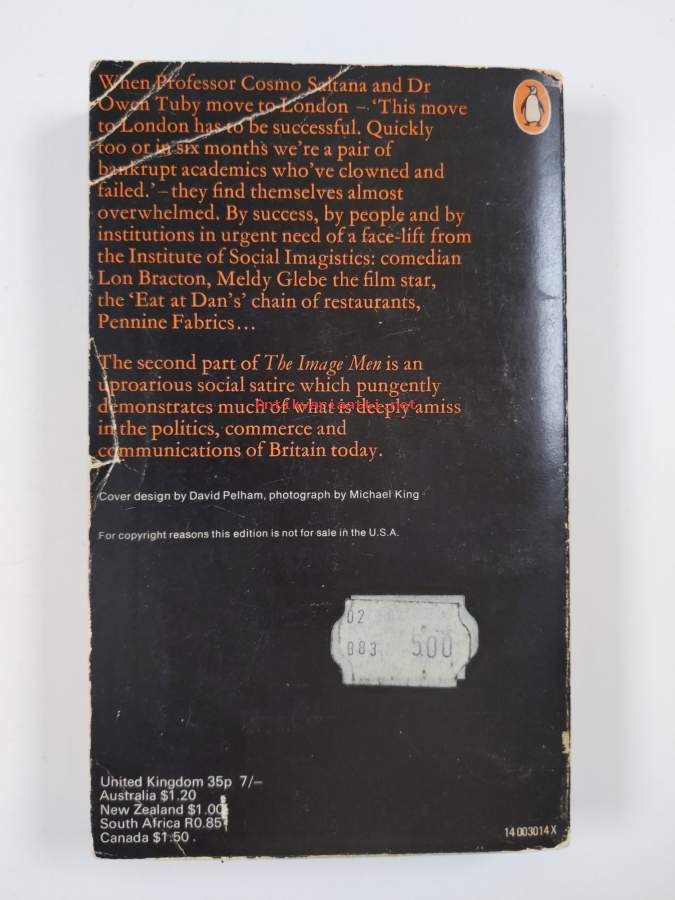 When Professor Cosmo Saltana and Dr
Owen Tuby move to London – ‘This move
to London has to be successful. Quickly
too or in six months we’re a pair of
bankrupt academics who’ve clowned and
failed.’ – they find themselves almost
overwhelmed. By success, by people and by
institutions in urgent need of a face-lift from
the Institute of Social Imagistics: comedian
Lon Bracton, Meldy Glebe the film star,
the ‘Eat at Dan’s’ chain of restaurants,
Pennine Fabrics...
The second part of The Image Men is an
uproarious social satire which pungently
demonstrates much of what is deeply amiss
in the politics, commerce and
communications of Britain today.
Antikvariaatti.net
Cover design by David Pelham, photograph by Michael King
For copyright reasons this edition is not for sale in the U.S.A.
02
883 5.00
United Kingdom 35p 7/–
Australia $1.20
New Zealand $1.00
South Africa R0.85
Canada $1.50
14 003014 X